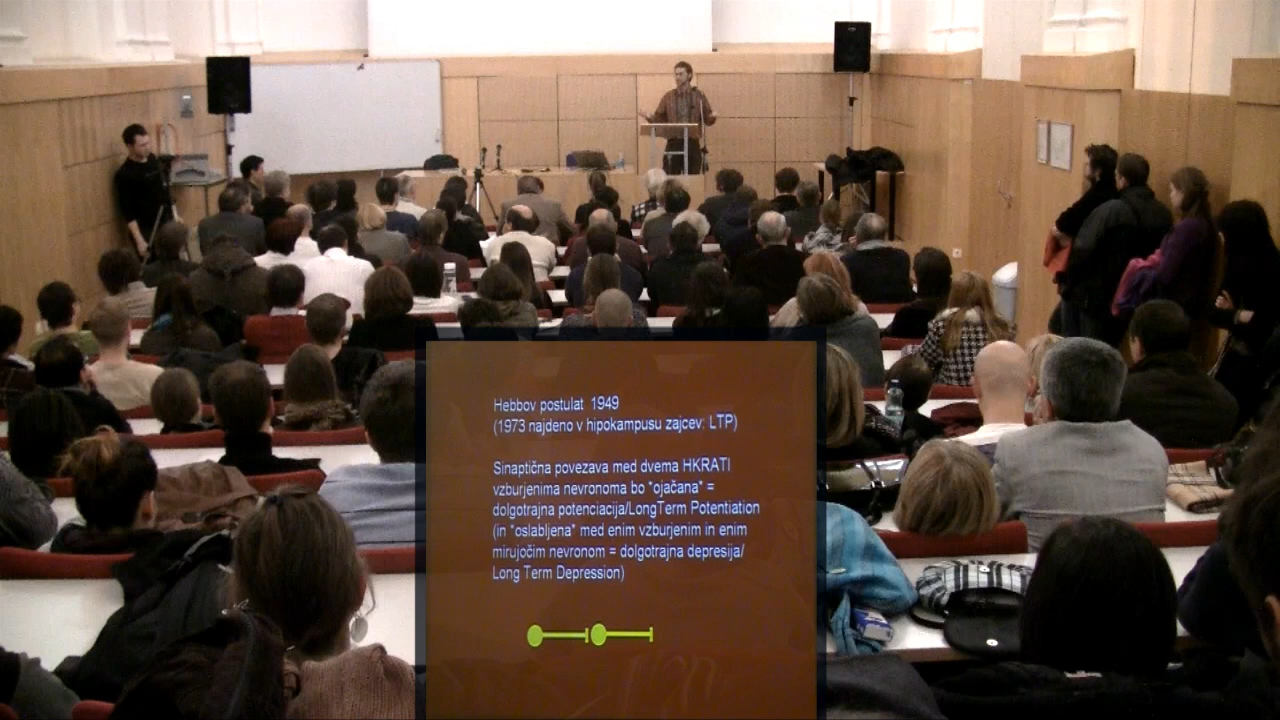 Hebbov postulat 1949
(1973 najdeno v hipokampusu zajcev: LTP)
Sinaptična povezava med dvema HKRATI
vzburjenima nevronoma bo "ojačana" =
dolgotrajna potenciacija/LongTerm Potentiation
(in "oslabljena" med enim vzburjenim in enim
mirujočim nevronom = dolgotrajna depresija/
Long Term Depression)